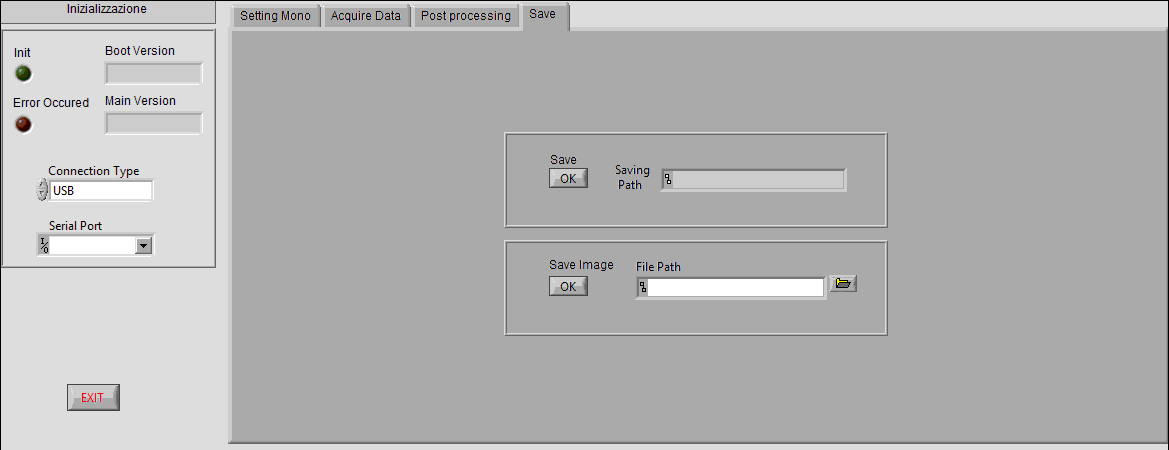 Inizializzazione
Setting Mono
Acquire Data
Post processing
Save
Init
Boot Version
Error Occured
Main Version
Connection Type
USB
Serial Port
I/O
EXIT
Save
OK
Saving
Path
Save Image
OK
File Path